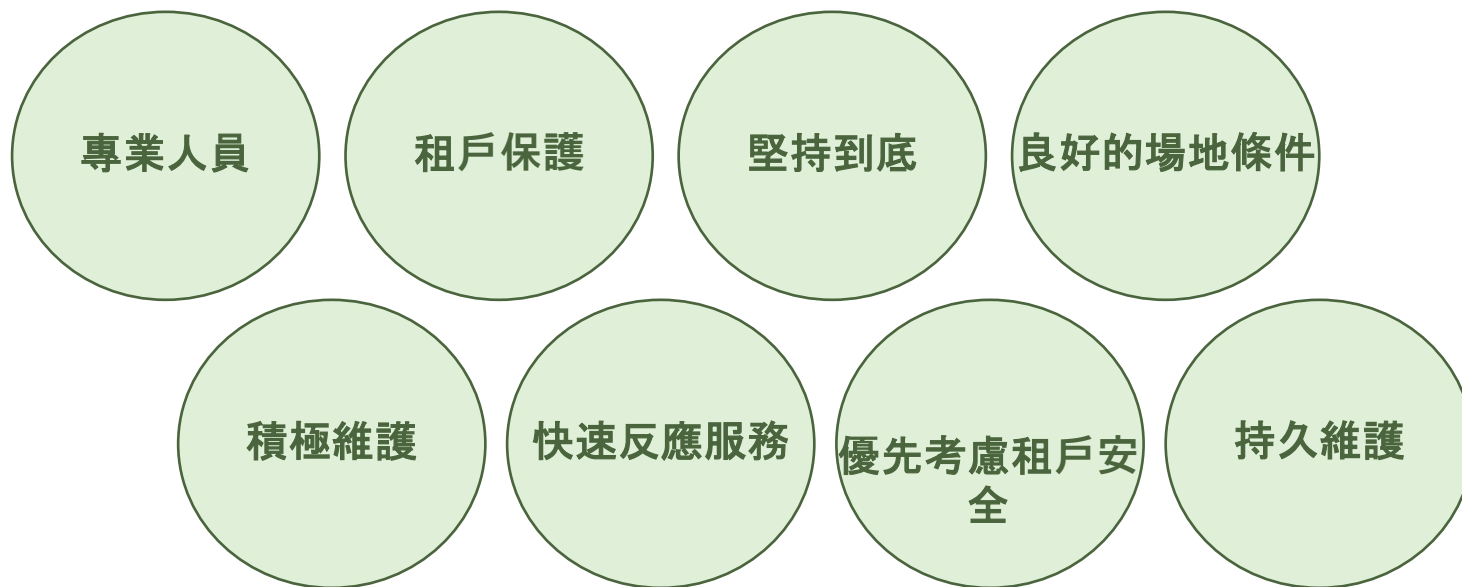 專業人員
租戶保護
堅持到底
良好的場地條件
積極維護
快速反應服務
優先考慮租戶安
全
持久維護